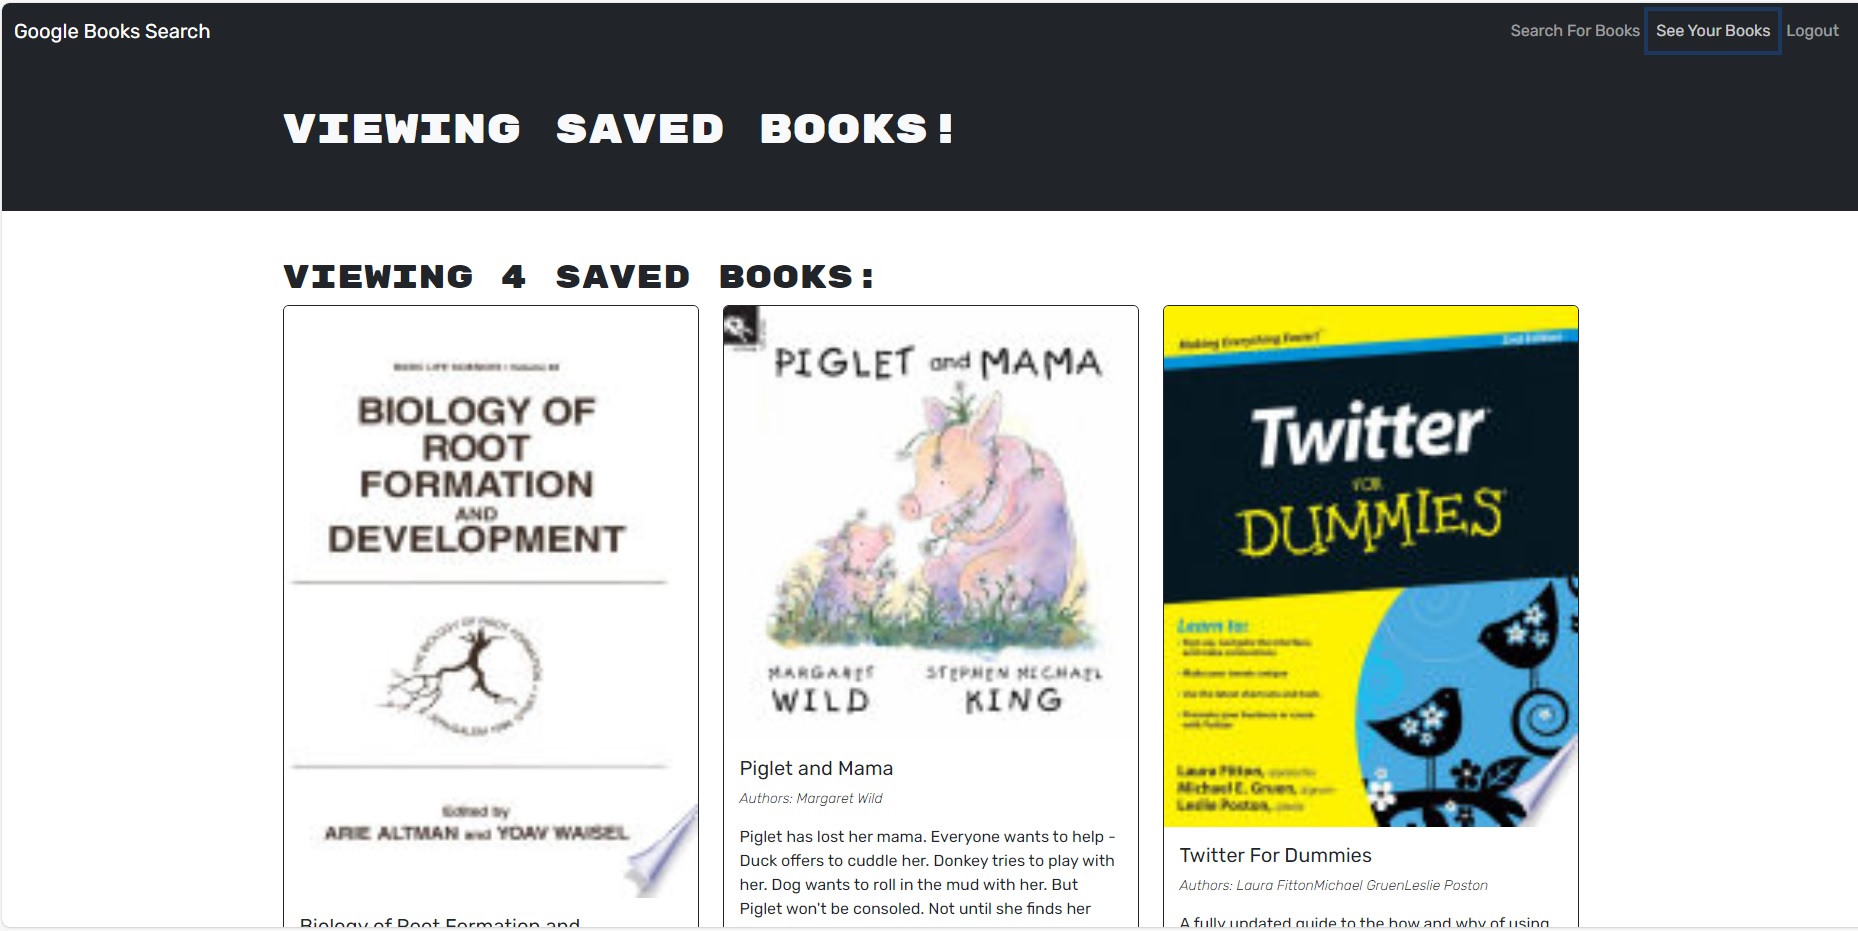 Google Books Search
Search For Books
See Your Books
Logout
VIEWING SAVED BOOKS!
VIEWING 4 SAVED BOOKS:
BIOLOGY OF
ROOT
FORMATION
AND
DEVELOPMENT
Edited by
ARIE ALTMAN and YOAV WAISEL
Biology of Root Formation and
PIGLET and MAMA
MARGARET
WILD
STEPHEN MICHAEL
KING
Piglet and Mama
Authors: Margaret Wild
Piglet has lost her mama. Everyone wants to help -
Duck offers to cuddle her. Donkey tries to play with
her. Dog wants to roll in the mud with her. But
Piglet won't be consoled. Not until she finds her
Making Everything Easier!
2nd Edition
Twitter
FOR
DUMMIES
Learn to:
Laura Fitton,
Michael E. Gruen,
Leslie Poston,
Twitter For Dummies
Authors: Laura FittonMichael GruenLeslie Poston
A fully updated guide to the how and why of using